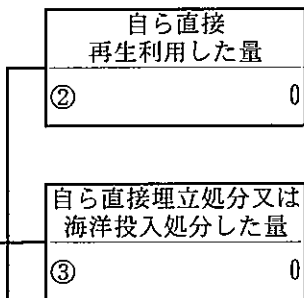 自ら直接
再生利用した量
② 0
自ら直接埋立処分又は
海洋投入処分した量
③ 0